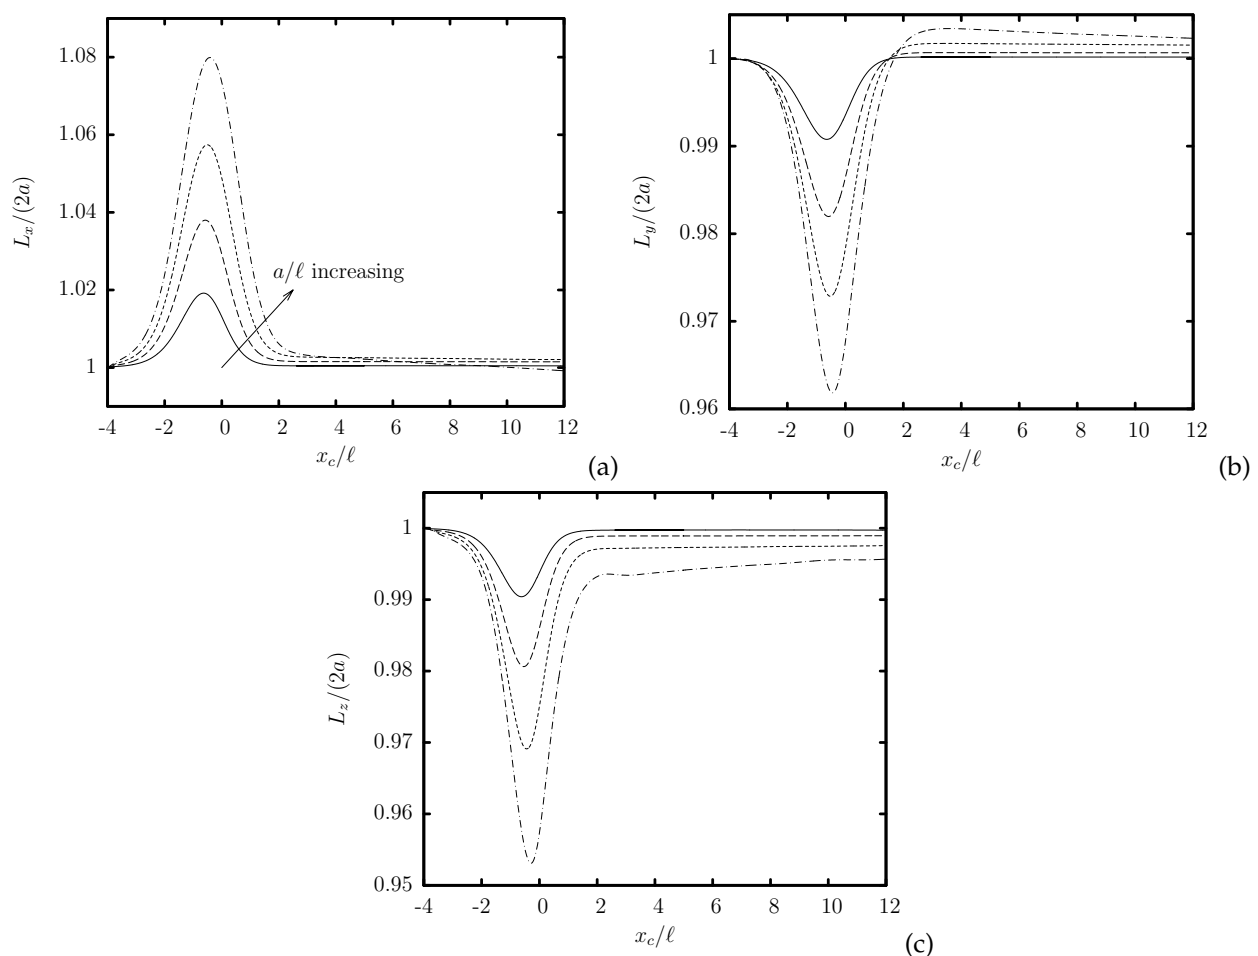 1.08
1.06
1.04
1.02
1
L_x/(2a)
a/ℓ increasing
-4 -2 0 2 4 6 8 10 12
x_c/ℓ
(a)
1
0.99
0.98
0.97
0.96
L_y/(2a)
-4 -2 0 2 4 6 8 10 12
x_c/ℓ
(b)
1
0.99
0.98
0.97
0.96
0.95
L_z/(2a)
-4 -2 0 2 4 6 8 10 12
x_c/ℓ
(c)